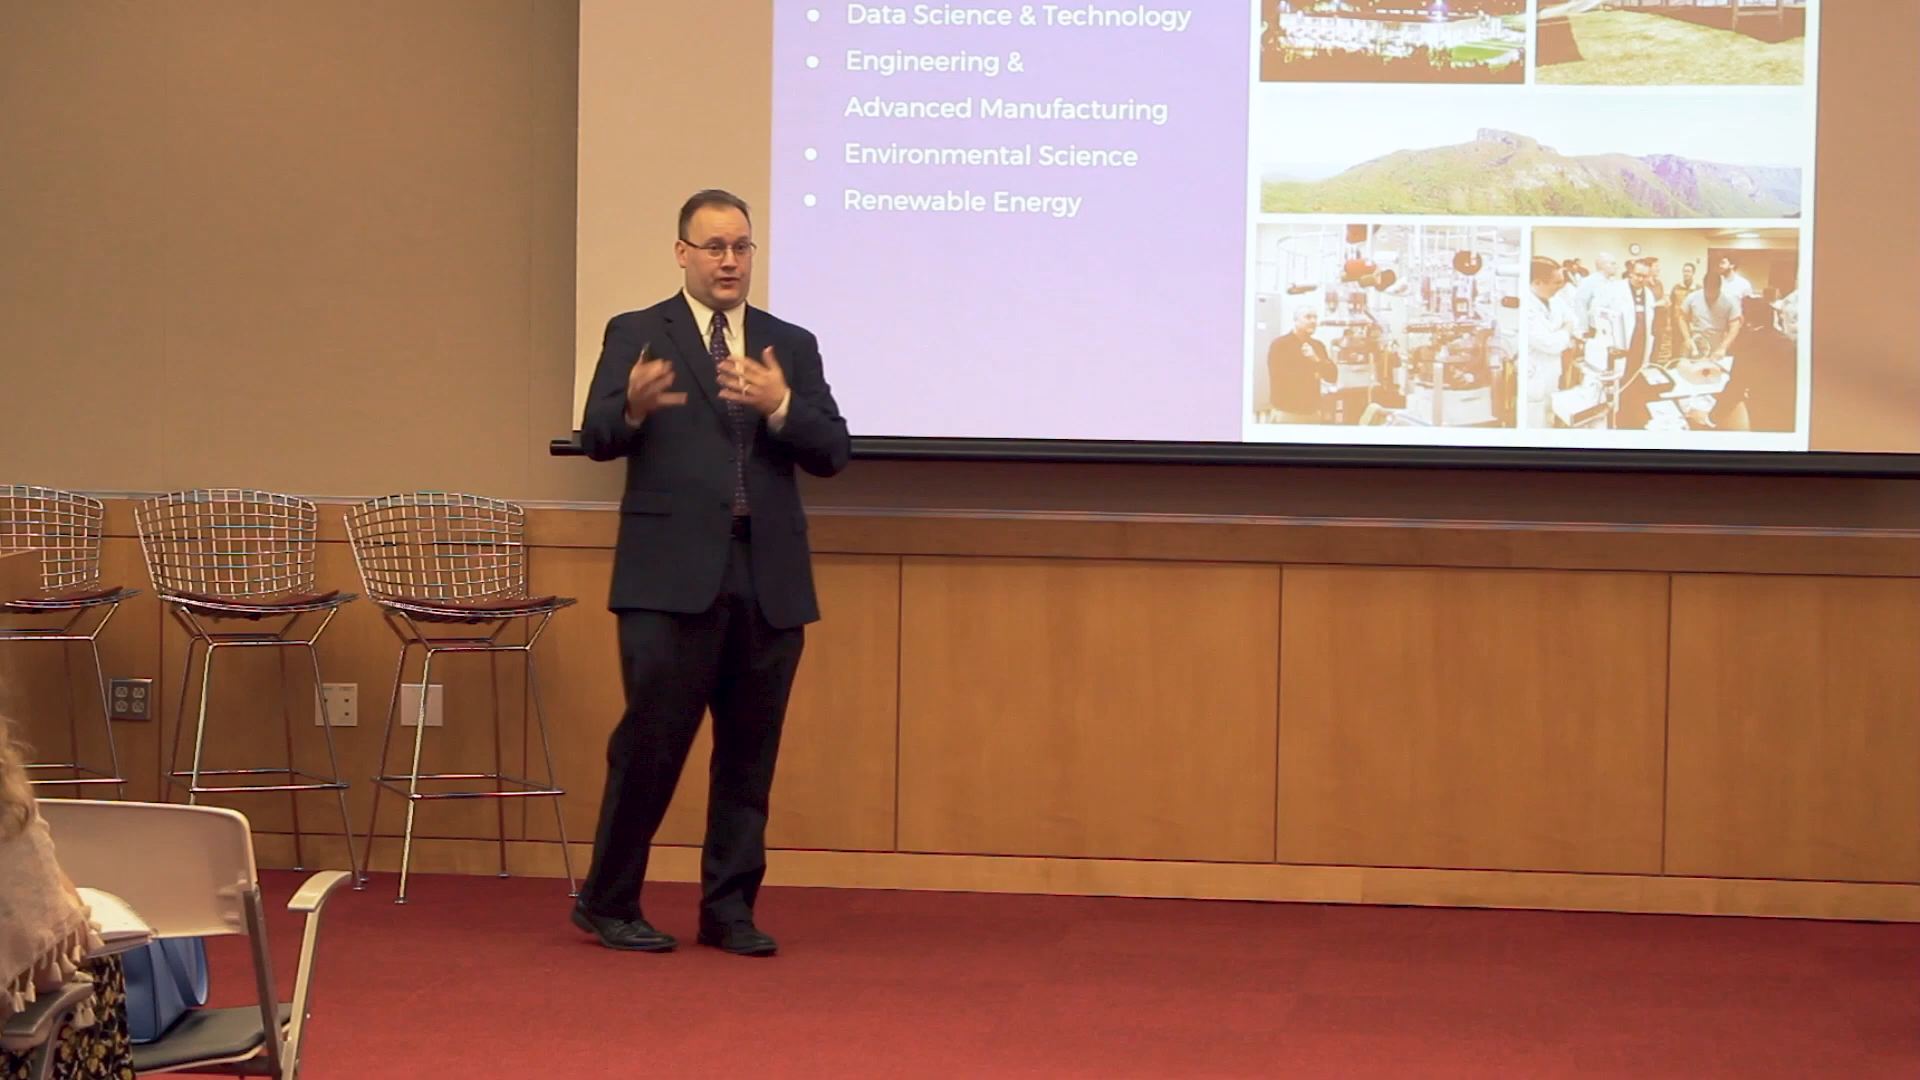 Data Science & Technology
Engineering &
Advanced Manufacturing
Environmental Science
Renewable Energy